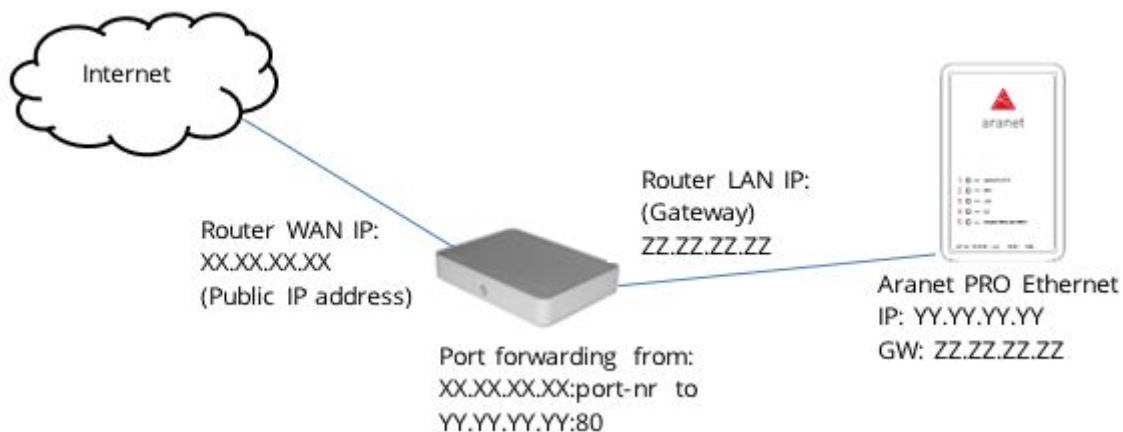 Internet
Router WAN IP:
XX.XX.XX.XX
(Public IP address)
Router LAN IP:
(Gateway)
ZZ.ZZ.ZZ.ZZ
aranet
Aranet PRO Ethernet
IP: YY.YY.YY.YY
GW: ZZ.ZZ.ZZ.ZZ
Port forwarding from:
XX.XX.XX.XX:port-nr to
YY.YY.YY.YY:80